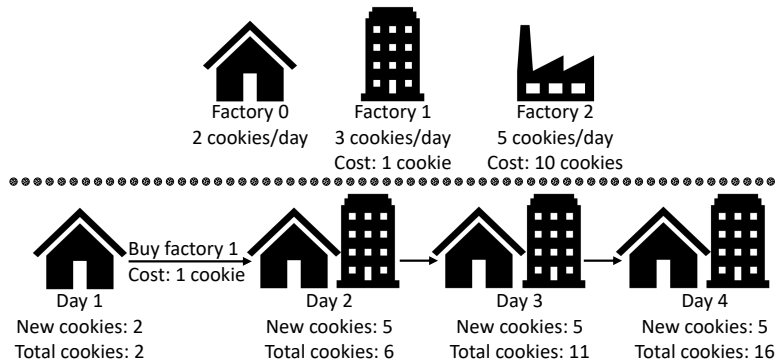 Factory 0
2 cookies/day
Factory 1
3 cookies/day
Cost: 1 cookie
Factory 2
5 cookies/day
Cost: 10 cookies
Buy factory 1
Cost: 1 cookie
Day 1
New cookies: 2
Total cookies: 2
Day 2
New cookies: 5
Total cookies: 6
Day 3
New cookies: 5
Total cookies: 11
Day 4
New cookies: 5
Total cookies: 16